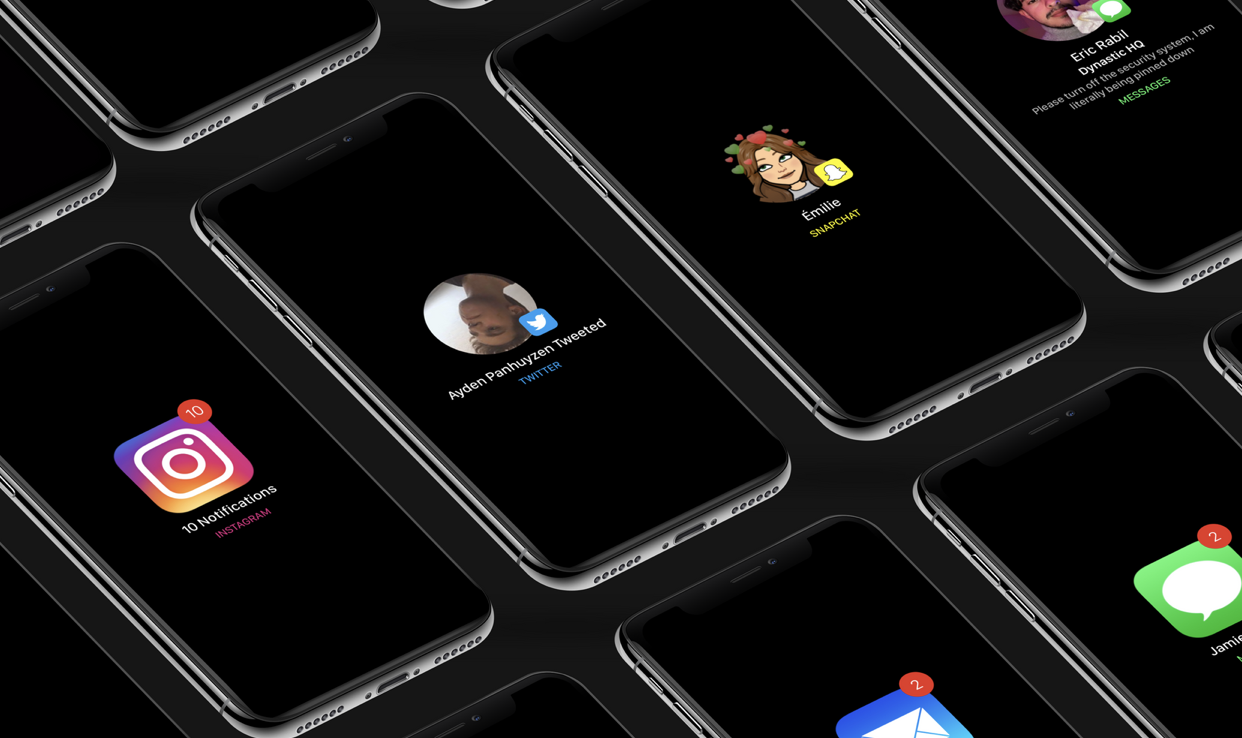 Eric Rabil
Dynastic HQ
Please turn off the security system, I am
literally being pinned down
MESSAGES
Émilie
SNAPCHAT
Ayden Panhuyzen Tweeted
TWITTER
10
10 Notifications
INSTAGRAM
2
Jamie
2